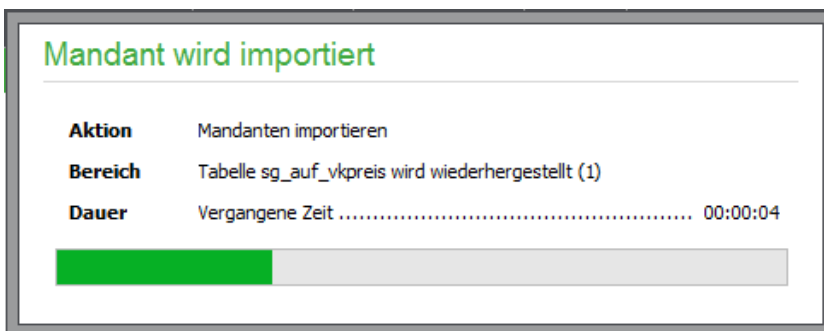 Mandant wird importiert
Aktion Mandanten importieren
Bereich Tabelle sg_auf_vkpreis wird wiederhergestellt (1)
Dauer Vergangene Zeit ..................................................... 00:00:04